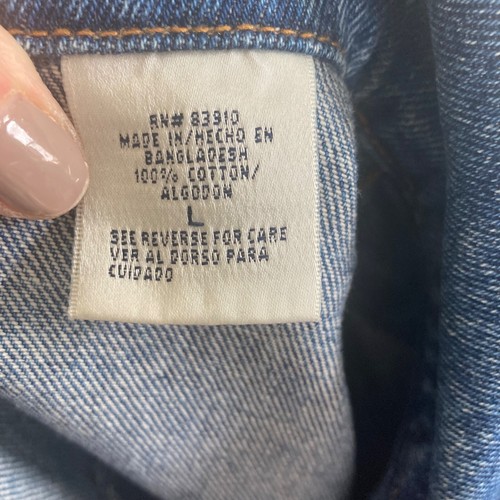 RN# 83910
MADE IN/HECHO EN
BANGLADESH
100% COTTON/
ALGODON
L
SEE REVERSE FOR CARE
VER AL DORSO PARA
CUIDADO